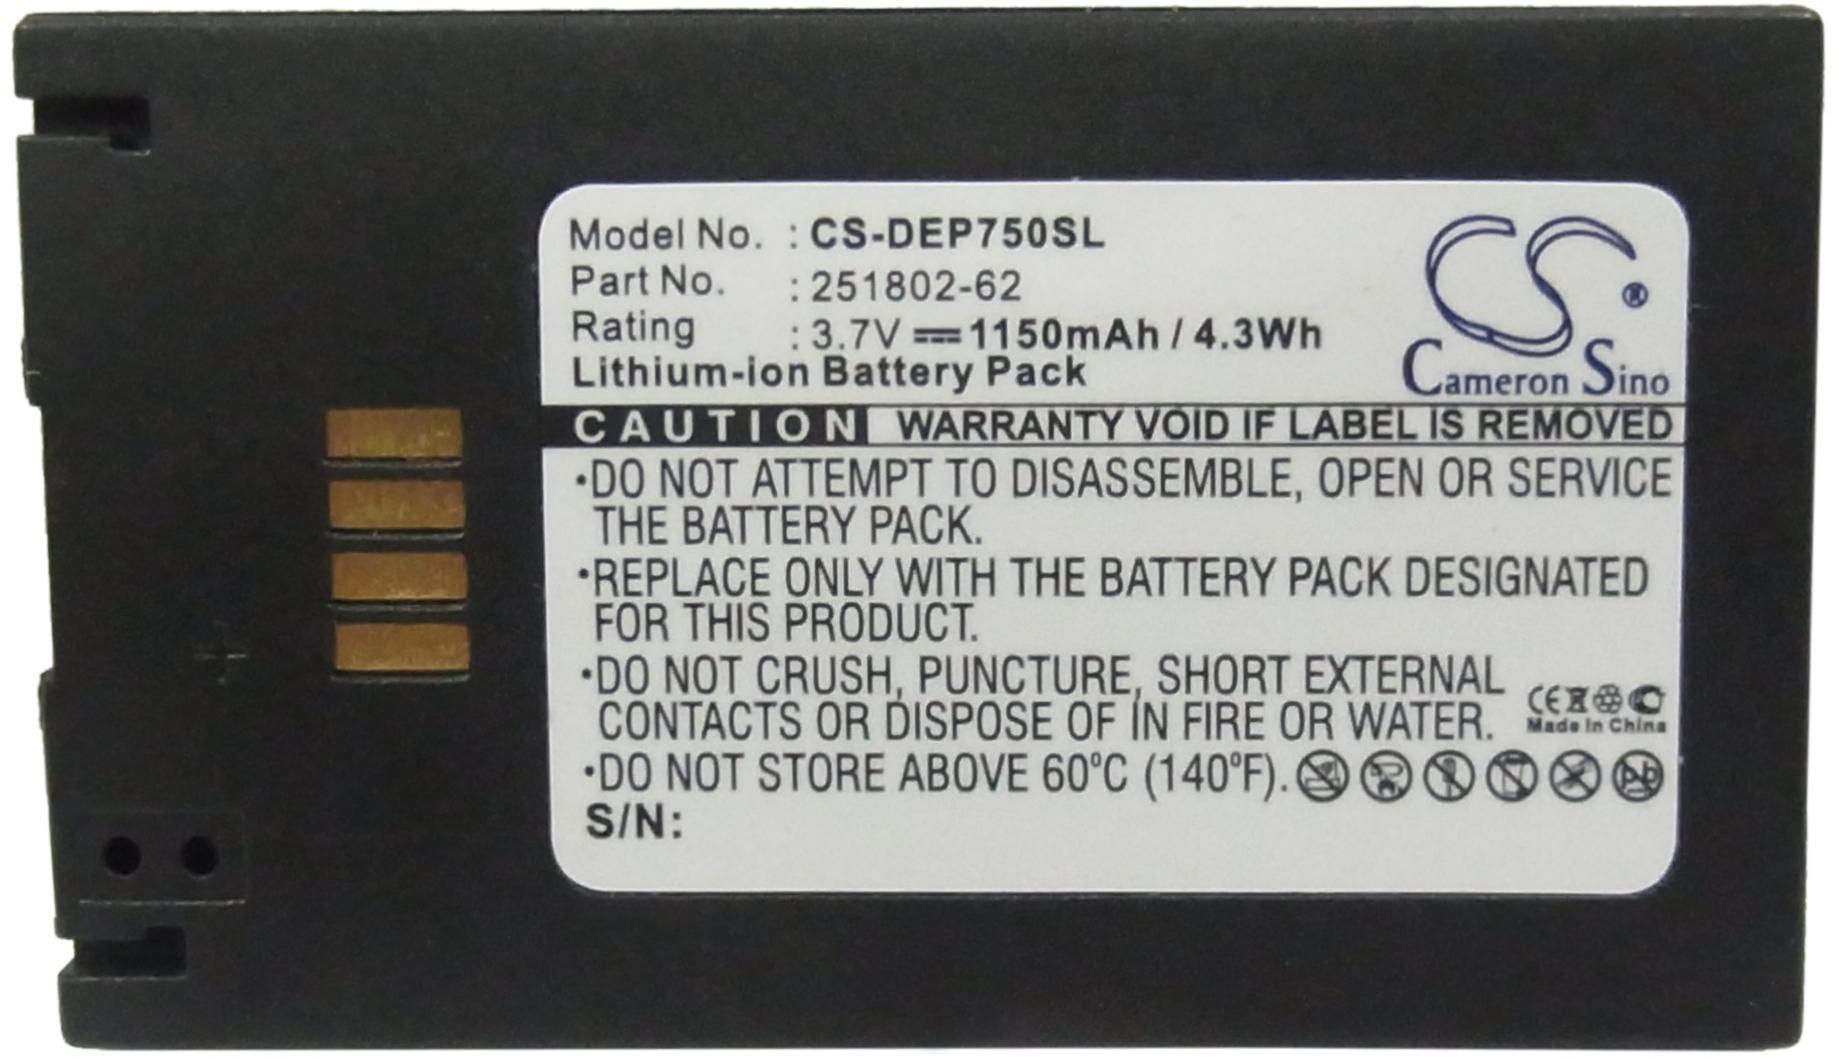 Model No. : CS-DEP750SL
Part No. : 251802-62
Rating : 3.7V 1150mAh / 4.3Wh
Lithium-ion Battery Pack
CS ®
Cameron Sino
CAUTION WARRANTY VOID IF LABEL IS REMOVED
•DO NOT ATTEMPT TO DISASSEMBLE, OPEN OR SERVICE
THE BATTERY PACK.
•REPLACE ONLY WITH THE BATTERY PACK DESIGNATED
FOR THIS PRODUCT.
•DO NOT CRUSH, PUNCTURE, SHORT EXTERNAL
CONTACTS OR DISPOSE OF IN FIRE OR WATER.
CE
Made in China
•DO NOT STORE ABOVE 60°C (140°F).
Pb
S/N: